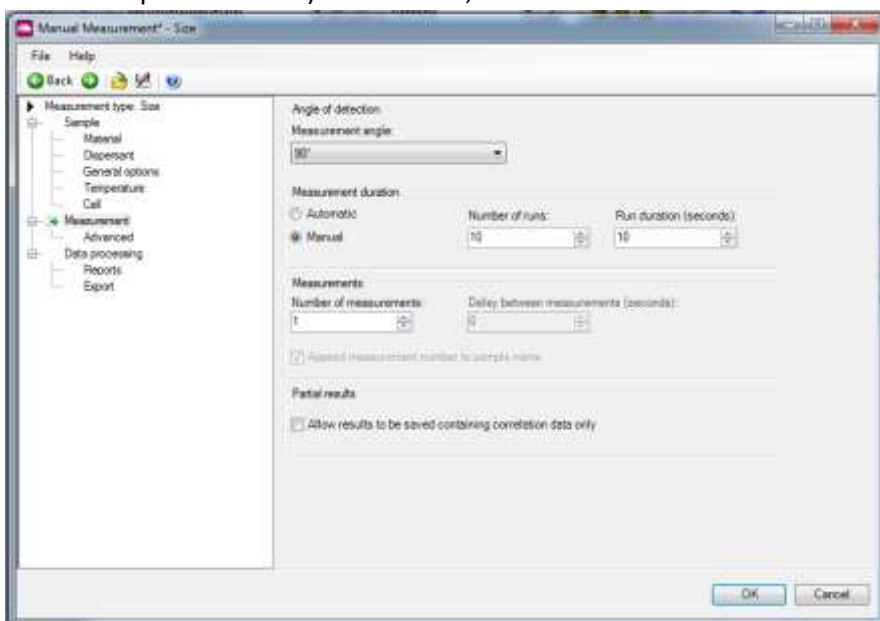 Manual Measurement* - Size
File Help
Back
Measurement type: Size
Sample
Material
Dispersant
General options
Temperature
Cell
Measurement
Advanced
Data processing
Reports
Export
Angle of detection
Measurement angle:
90°
Measurement duration
Automatic
Manual
Number of runs:
10
Run duration (seconds):
10
Measurements
Number of measurements:
1
Delay between measurements (seconds):
0
Append measurement number to sample name
Partial results
Allow results to be saved containing correlation data only
OK Cancel